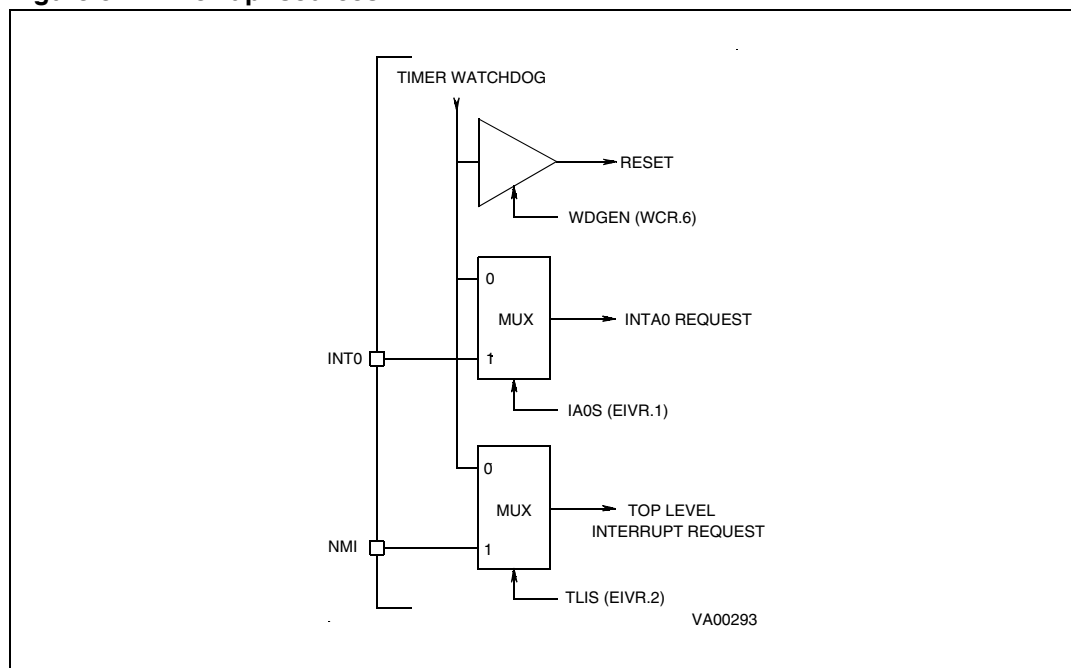 TIMER WATCHDOG
RESET
WDGEN (WCR.6)
0
MUX
INTA0 REQUEST
INT0
1
IA0S (EIVR.1)
0
MUX
TOP LEVEL
INTERRUPT REQUEST
NMI
1
TLIS (EIVR.2)
VA00293